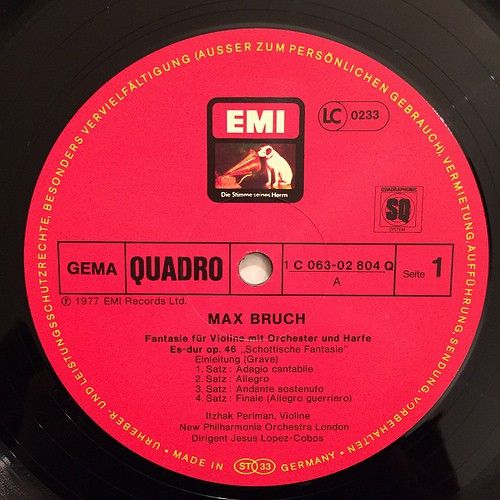 URHEBER- UND LEISTUNGSSCHUTZRECHTE, BESONDERS VERVIELFÄLTIGUNG (AUSSER ZUM PERSÖNLICHEN GEBRAUCH), VERMIETUNG, AUFFÜHRUNG, SENDUNG, VORBEHALTEN
EMI
Die Stimme seines Herrn
LC 0233
QUADRAPHONIC
SQ
SYSTEM
GEMA QUADRO 1 C 063-02 804 Q Seite 1
A
℗ 1977 EMI Records Ltd.
MAX BRUCH
Fantasie für Violine mit Orchester und Harfe
Es-dur op. 46 „Schottische Fantasie"
Einleitung (Grave)
1. Satz : Adagio cantabile
2. Satz : Allegro
3. Satz : Andante sostenuto
4. Satz : Finale (Allegro guerriero)
Itzhak Perlman, Violine
New Philharmonia Orchestra London
Dirigent Jesus Lopez-Cobos
• MADE IN ST 33 GERMANY •